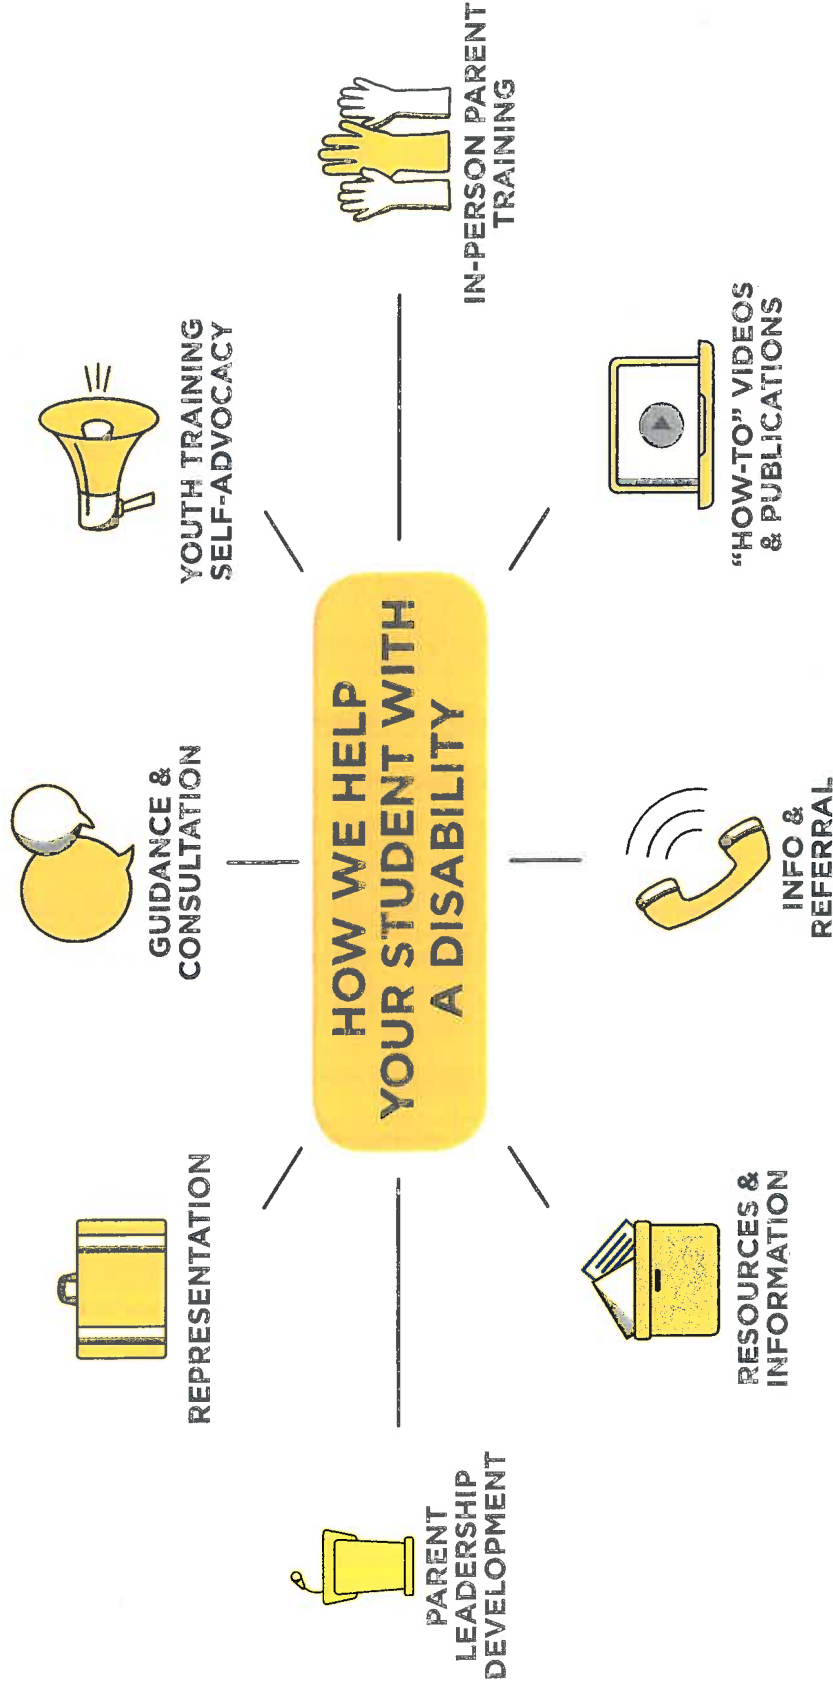 REPRESENTATION
GUIDANCE &
CONSULTATION
YOUTH TRAINING
SELF-ADVOCACY
PARENT
LEADERSHIP
DEVELOPMENT
HOW WE HELP
YOUR STUDENT WITH
A DISABILITY
IN-PERSON PARENT
TRAINING
RESOURCES &
INFORMATION
INFO &
REFERRAL
“HOW-TO” VIDEOS
& PUBLICATIONS